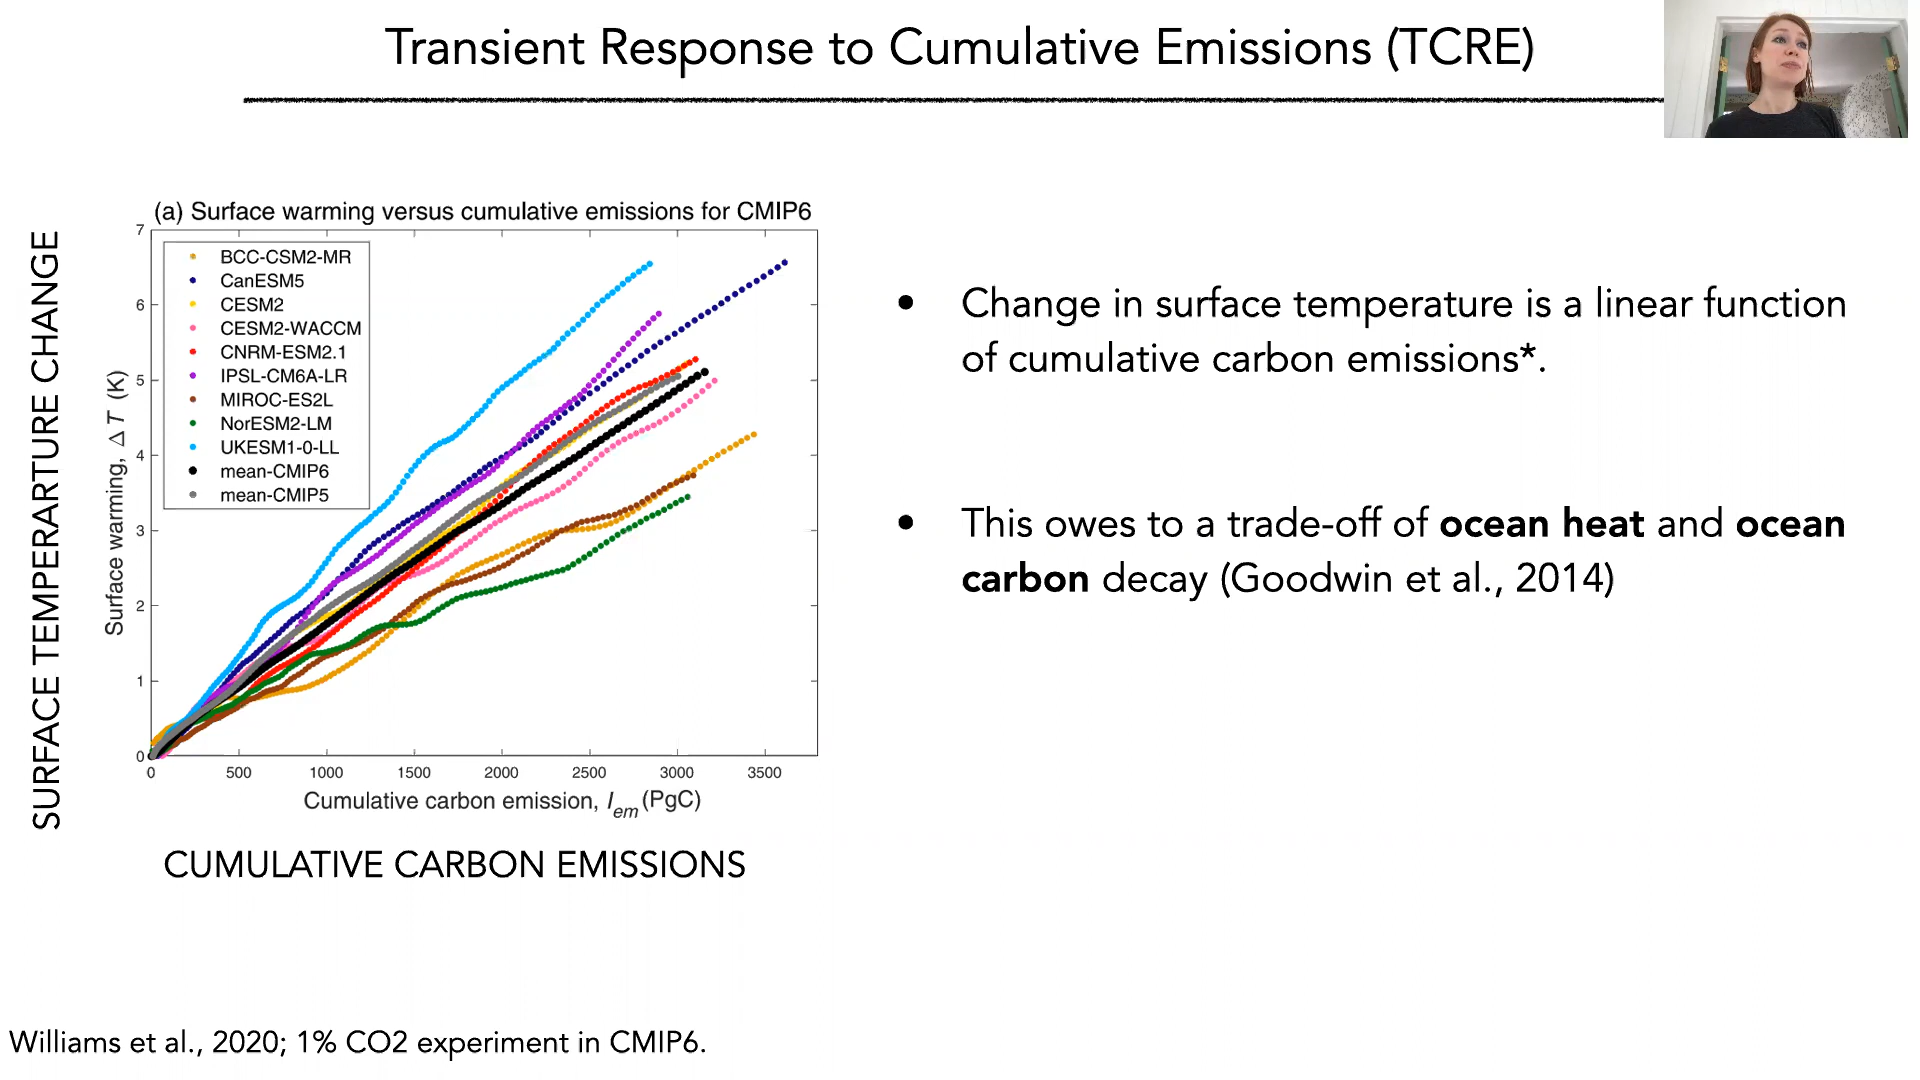 Transient Response to Cumulative Emissions (TCRE)
(a) Surface warming versus cumulative emissions for CMIP6
SURFACE TEMPERARTURE CHANGE
Surface warming, Δ T (K)
7
6
5
4
3
2
1
0
BCC-CSM2-MR
CanESM5
CESM2
CESM2-WACCM
CNRM-ESM2.1
IPSL-CM6A-LR
MIROC-ES2L
NorESM2-LM
UKESM1-0-LL
mean-CMIP6
mean-CMIP5
0 500 1000 1500 2000 2500 3000 3500
Cumulative carbon emission, I em (PgC)
CUMULATIVE CARBON EMISSIONS
• Change in surface temperature is a linear function
of cumulative carbon emissions*.
• This owes to a trade-off of ocean heat and ocean
carbon decay (Goodwin et al., 2014)
Williams et al., 2020; 1% CO2 experiment in CMIP6.